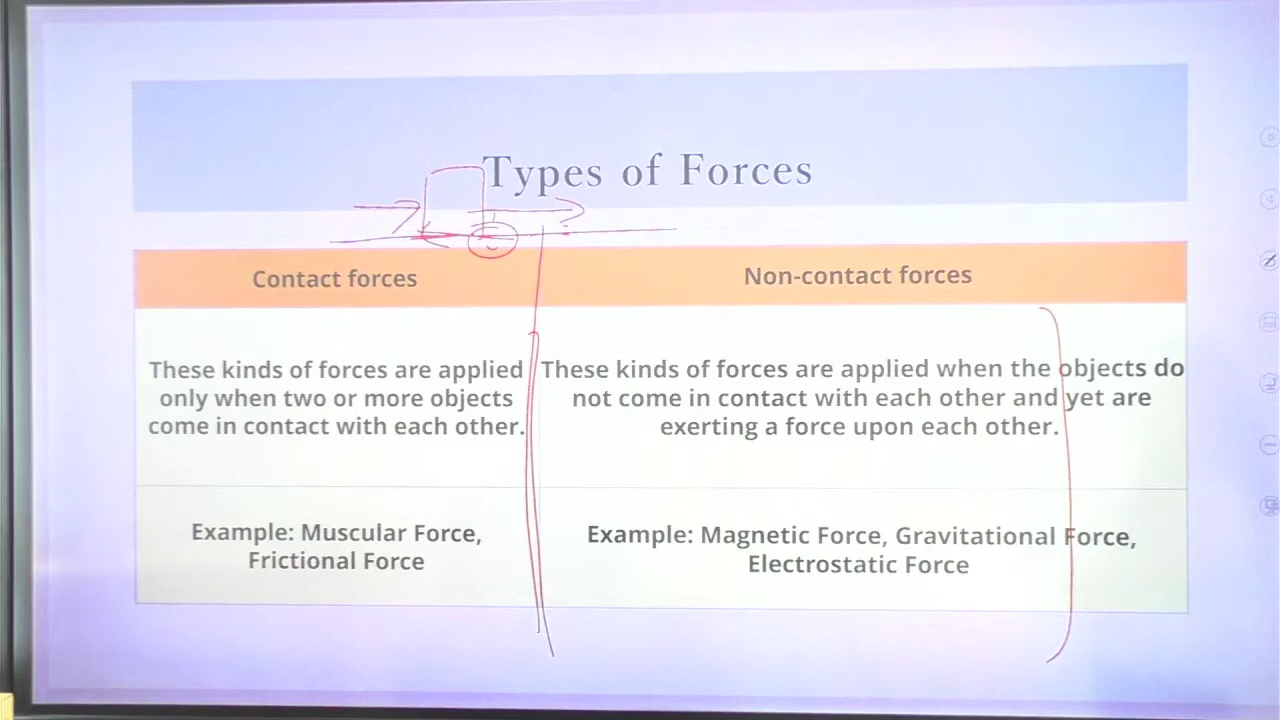 Types of Forces
Contact forces
Non-contact forces
These kinds of forces are applied
only when two or more objects
come in contact with each other.
These kinds of forces are applied when the objects do
not come in contact with each other and yet are
exerting a force upon each other.
Example: Muscular Force,
Frictional Force
Example: Magnetic Force, Gravitational Force,
Electrostatic Force